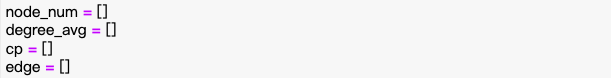 node_num = []
degree_avg = []
cp = []
edge = []